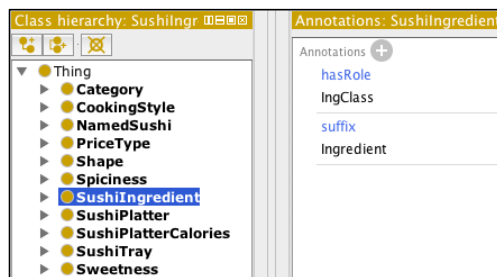 Class hierarchy: SushiIngr
Thing
Category
CookingStyle
NamedSushi
PriceType
Shape
Spiciness
SushiIngredient
SushiPlatter
SushiPlatterCalories
SushiTray
Sweetness
Annotations: SushiIngredient
Annotations
hasRole
IngClass
suffix
Ingredient